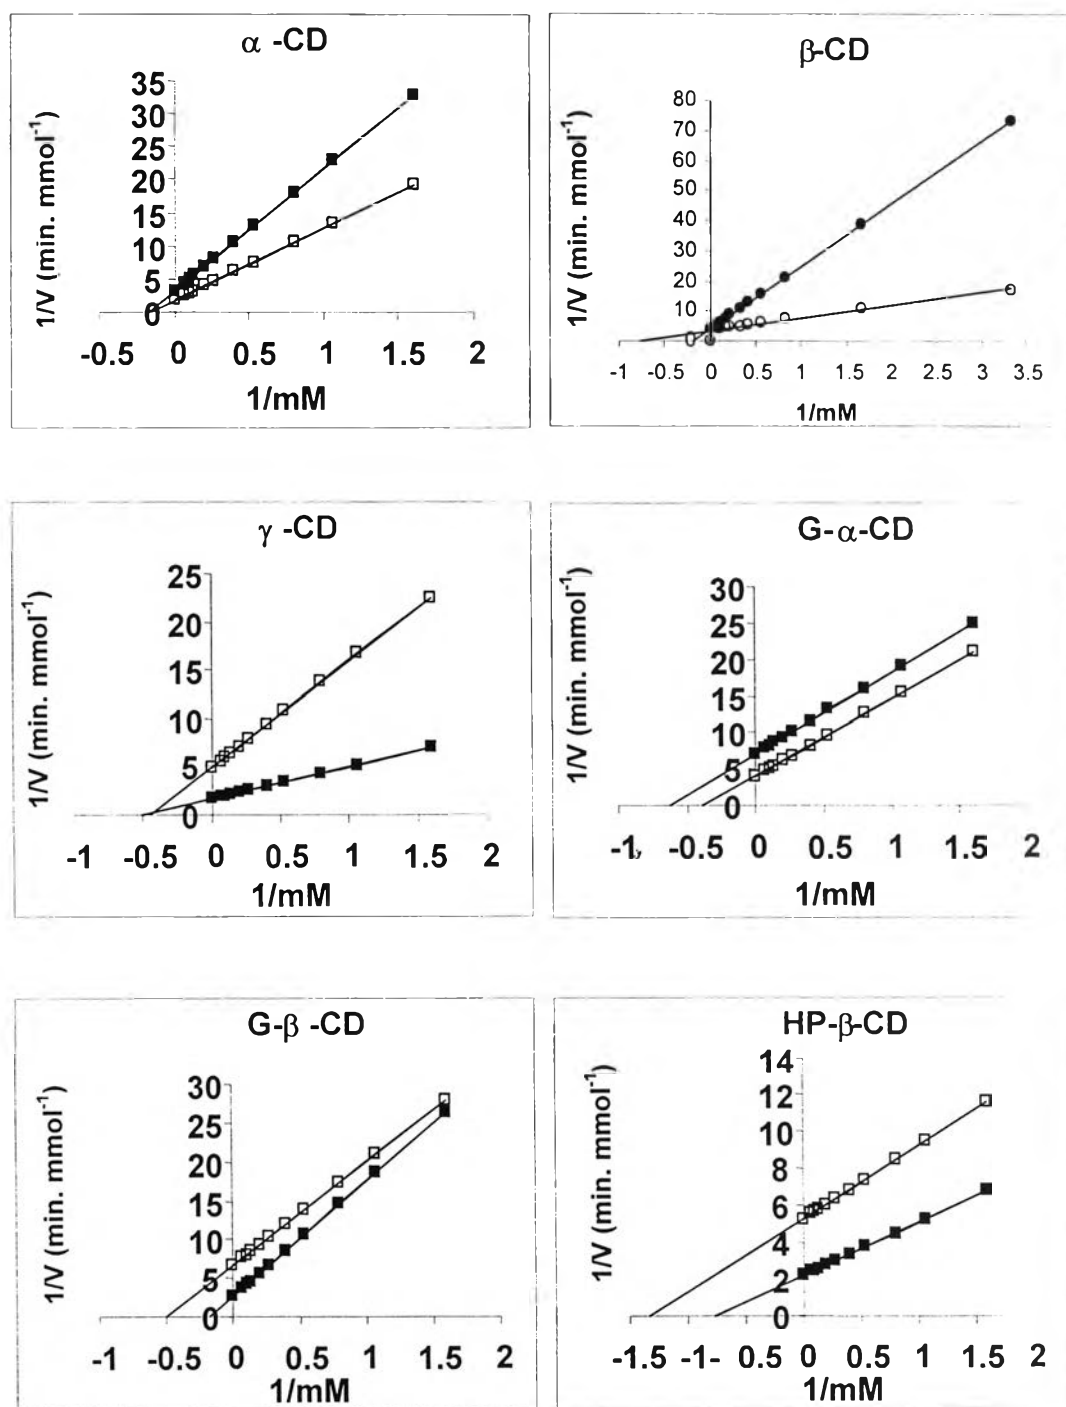 α -CD
1/V (min. mmol⁻¹)
35
30
25
20
15
10
5
0
-0.5 0 0.5 1 1.5 2
1/mM
β-CD
1/V (min. mmol⁻¹)
80
70
60
50
40
30
20
10
0
-1 -0.5 0 0.5 1 1.5 2 2.5 3 3.5
1/mM
γ -CD
1/V (min. mmol⁻¹)
25
20
15
10
5
0
-1 -0.5 0 0.5 1 1.5 2
1/mM
G-α-CD
1/V (min. mmol⁻¹)
30
25
20
15
10
5
0
-1 -0.5 0 0.5 1 1.5 2
1/mM
G-β -CD
1/V (min. mmol⁻¹)
30
25
20
15
10
5
0
-1 -0.5 0 0.5 1 1.5 2
1/mM
HP-β-CD
1/V (min. mmol⁻¹)
14
12
10
8
6
4
2
0
-1.5 -1- 0.5 0 0.5 1 1.5 2
1/mM